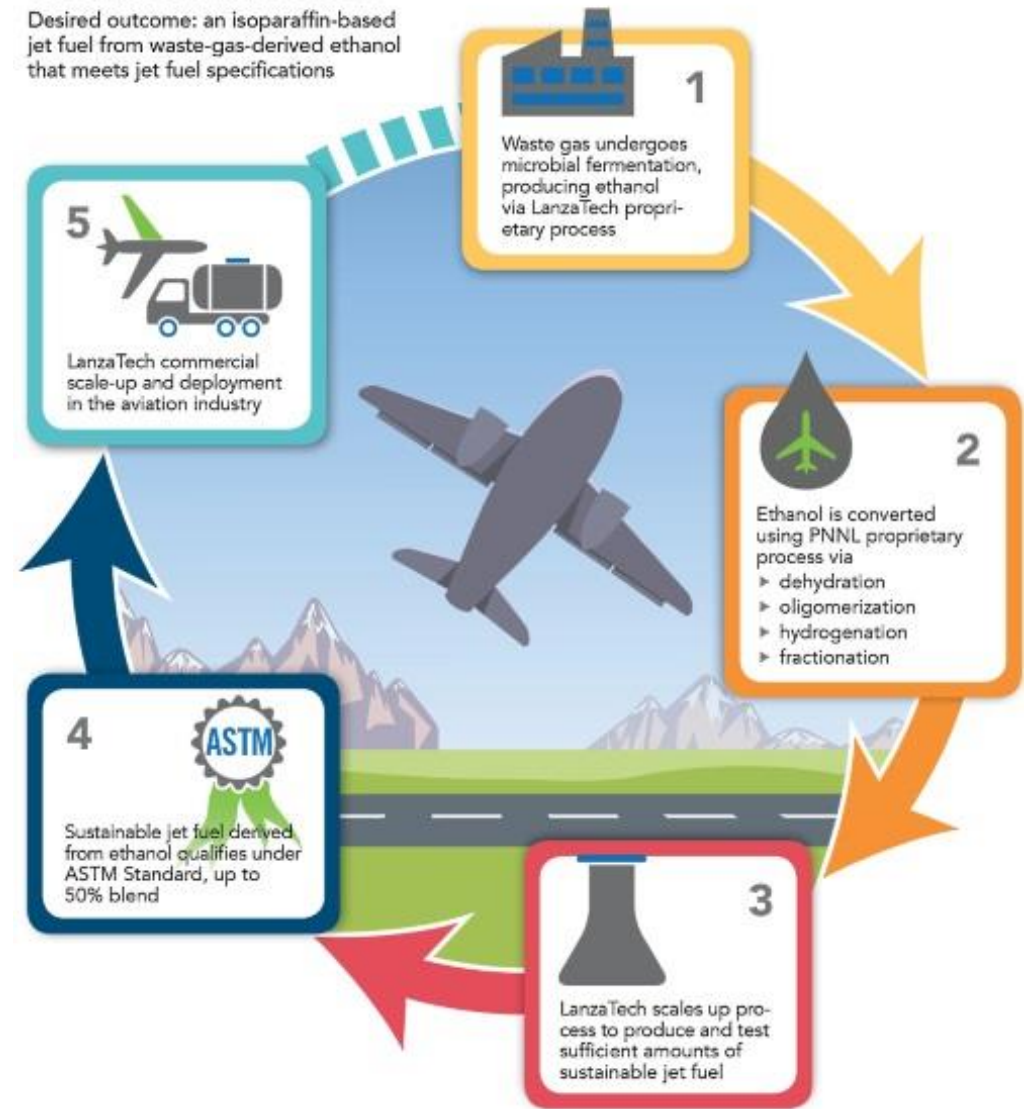 Desired outcome: an isoparaffin-based
jet fuel from waste-gas-derived ethanol
that meets jet fuel specifications
1
Waste gas undergoes
microbial fermentation,
producing ethanol
via LanzaTech propri-
etary process
2
Ethanol is converted
using PNNL proprietary
process via
▶ dehydration
▶ oligomerization
▶ hydrogenation
▶ fractionation
3
LanzaTech scales up pro-
cess to produce and test
sufficient amounts of
sustainable jet fuel
4
ASTM
Sustainable jet fuel derived
from ethanol qualifies under
ASTM Standard, up to
50% blend
5
LanzaTech commercial
scale-up and deployment
in the aviation industry